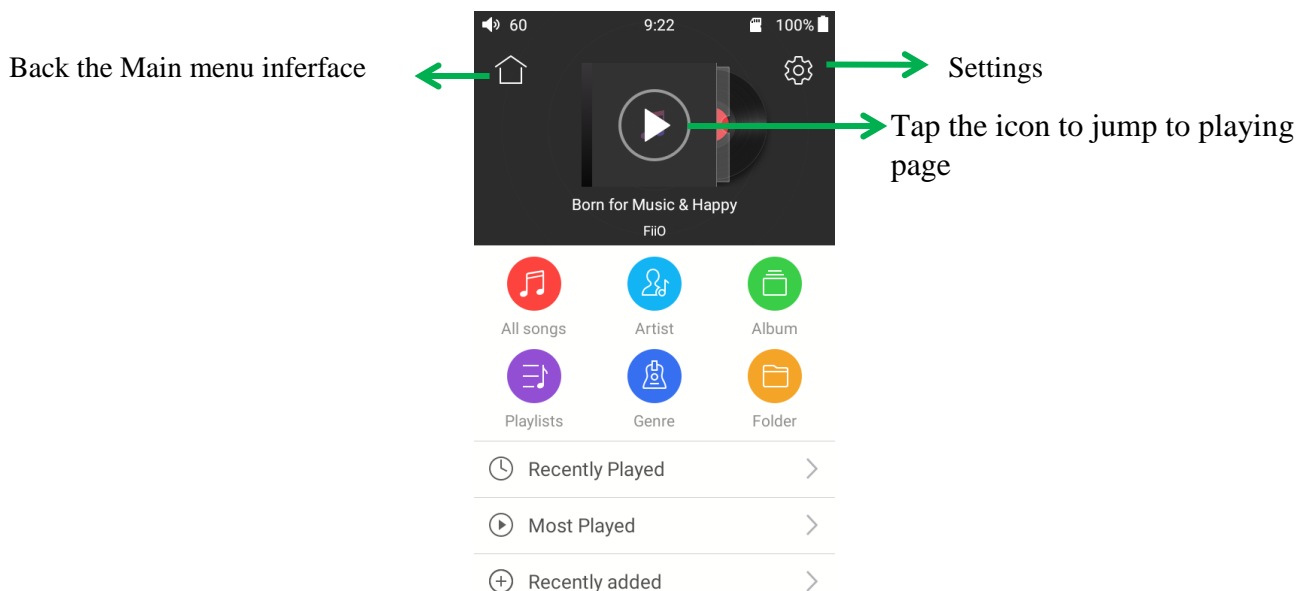 60 9:22 100%
Back the Main menu inferface
Settings
Tap the icon to jump to playing
page
Born for Music & Happy
FiiO
All songs Artist Album
Playlists Genre Folder
Recently Played
Most Played
Recently added